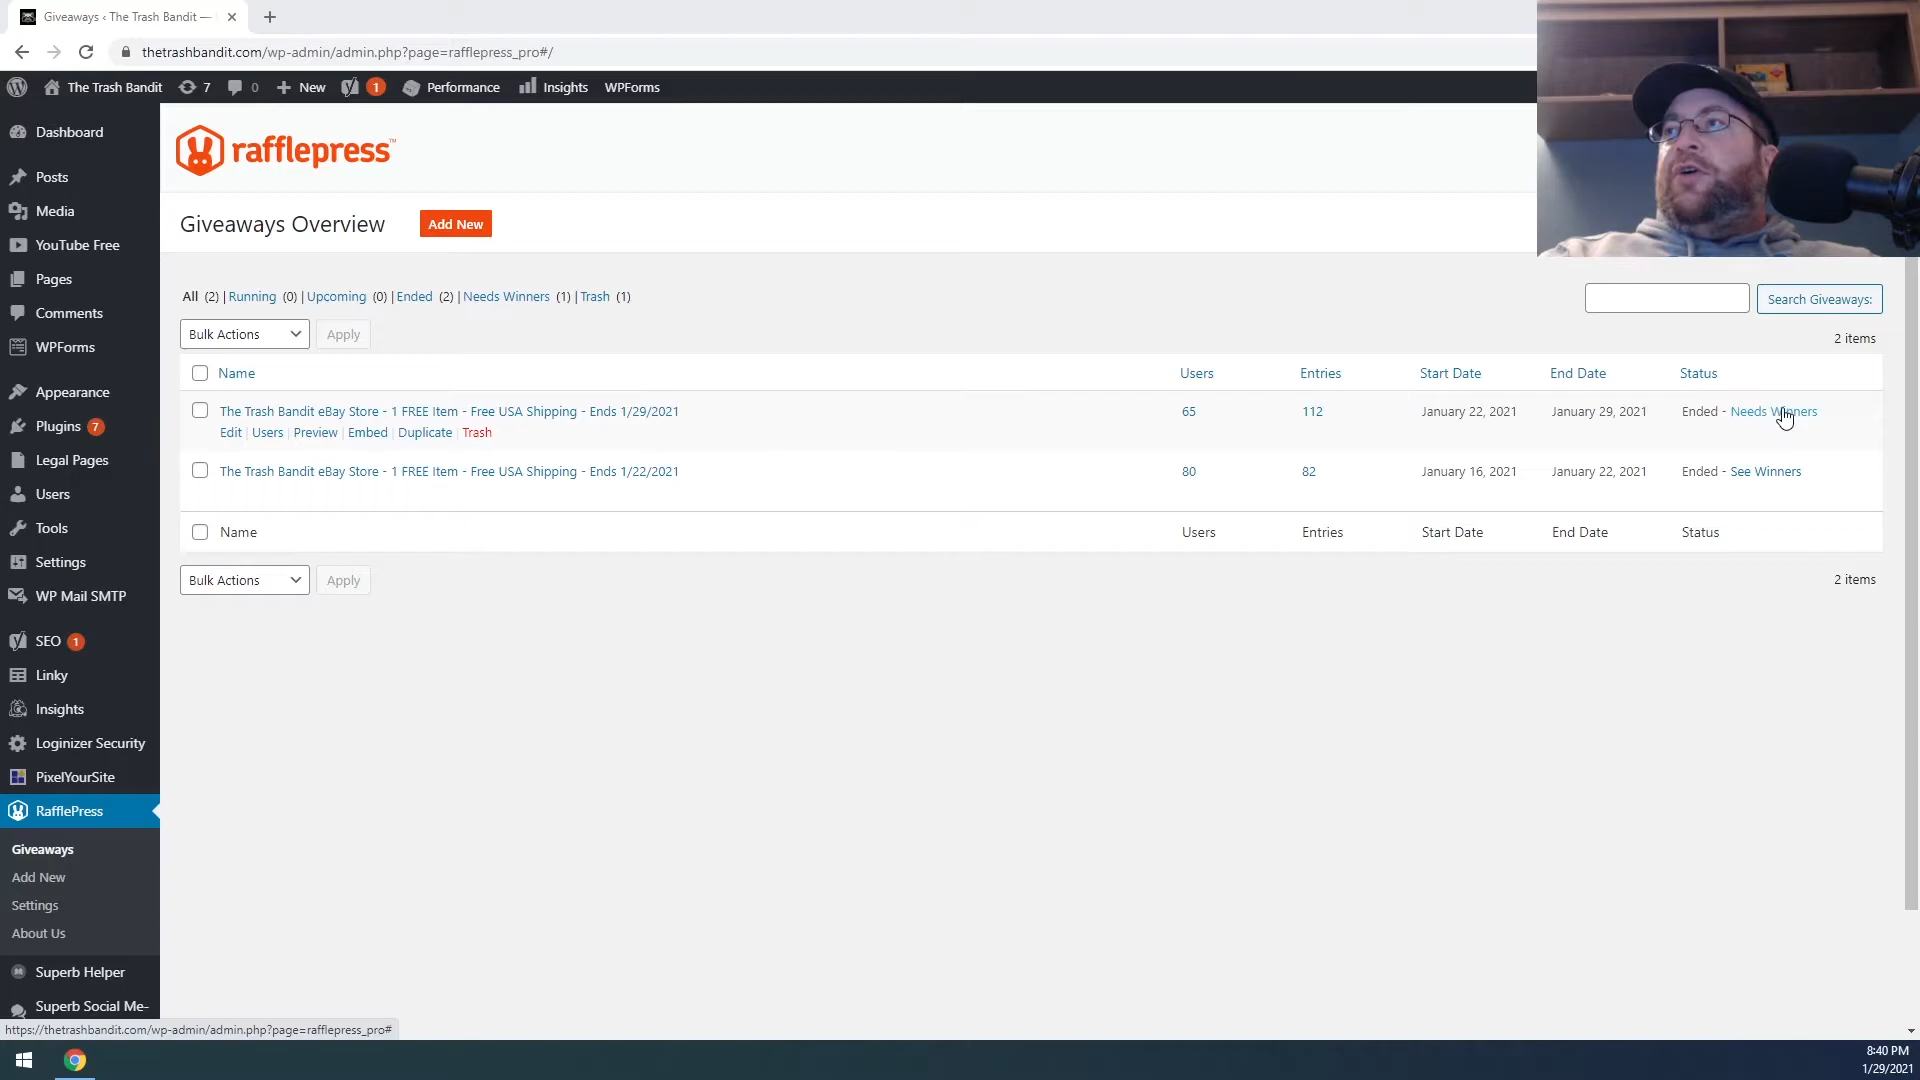 Giveaways ‹ The Trash Bandit —
thetrashbandit.com/wp-admin/admin.php?page=rafflepress_pro#/
The Trash Bandit 7 0 New 1 Performance Insights WPForms
Dashboard
Posts
Media
YouTube Free
Pages
Comments
WPForms
Appearance
Plugins 7
Legal Pages
Users
Tools
Settings
WP Mail SMTP
SEO 1
Linky
Insights
Loginizer Security
PixelYourSite
RafflePress
Giveaways
Add New
Settings
About Us
Superb Helper
Superb Social Me-
rafflepress™
Giveaways Overview Add New
All (2) | Running (0) | Upcoming (0) | Ended (2) | Needs Winners (1) | Trash (1)
Search Giveaways:
Bulk Actions Apply
2 items
Name Users Entries Start Date End Date Status
The Trash Bandit eBay Store - 1 FREE Item - Free USA Shipping - Ends 1/29/2021 65 112 January 22, 2021 January 29, 2021 Ended - Needs Winners
Edit | Users | Preview | Embed | Duplicate | Trash
The Trash Bandit eBay Store - 1 FREE Item - Free USA Shipping - Ends 1/22/2021 80 82 January 16, 2021 January 22, 2021 Ended - See Winners
Name Users Entries Start Date End Date Status
Bulk Actions Apply 2 items
https://thetrashbandit.com/wp-admin/admin.php?page=rafflepress_pro#
8:40 PM
1/29/2021